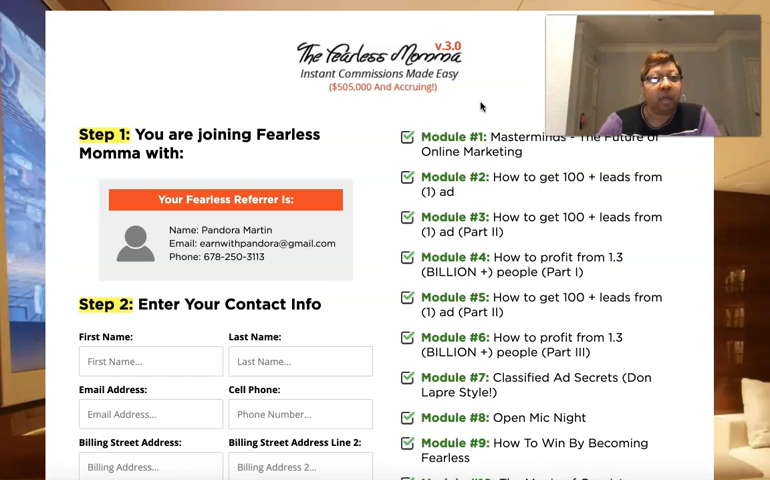 The Fearless Momma
v.3.0
Instant Commissions Made Easy
($505,000 And Accruing!)
Step 1: You are joining Fearless
Momma with:
Your Fearless Referrer Is:
Name: Pandora Martin
Email: earnwithpandora@gmail.com
Phone: 678-250-3113
Step 2: Enter Your Contact Info
First Name:
Last Name:
First Name...
Last Name...
Email Address:
Cell Phone:
Email Address...
Phone Number...
Billing Street Address:
Billing Street Address Line 2:
Billing Address...
Billing Address 2...
Module #1: Masterminds - The Future of
Online Marketing
Module #2: How to get 100 + leads from
(1) ad
Module #3: How to get 100 + leads from
(1) ad (Part II)
Module #4: How to profit from 1.3
(BILLION +) people (Part I)
Module #5: How to get 100 + leads from
(1) ad (Part II)
Module #6: How to profit from 1.3
(BILLION +) people (Part III)
Module #7: Classified Ad Secrets (Don
Lapre Style!)
Module #8: Open Mic Night
Module #9: How To Win By Becoming
Fearless